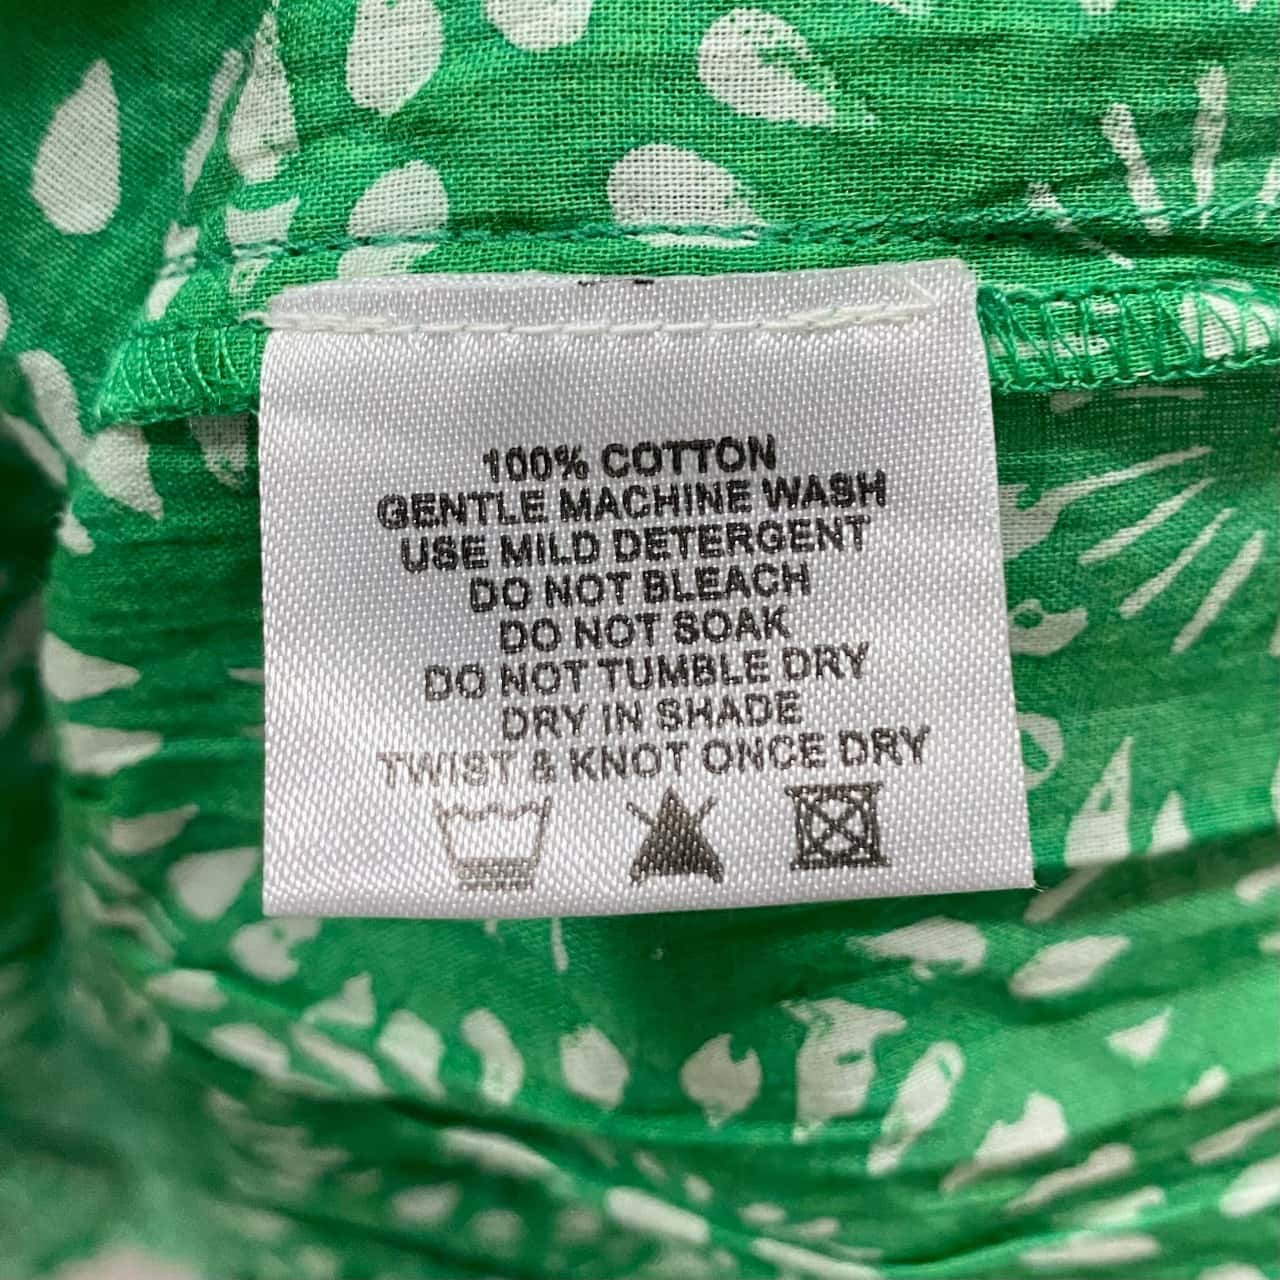 100% COTTON
GENTLE MACHINE WASH
USE MILD DETERGENT
DO NOT BLEACH
DO NOT SOAK
DO NOT TUMBLE DRY
DRY IN SHADE
TWIST & KNOT ONCE DRY